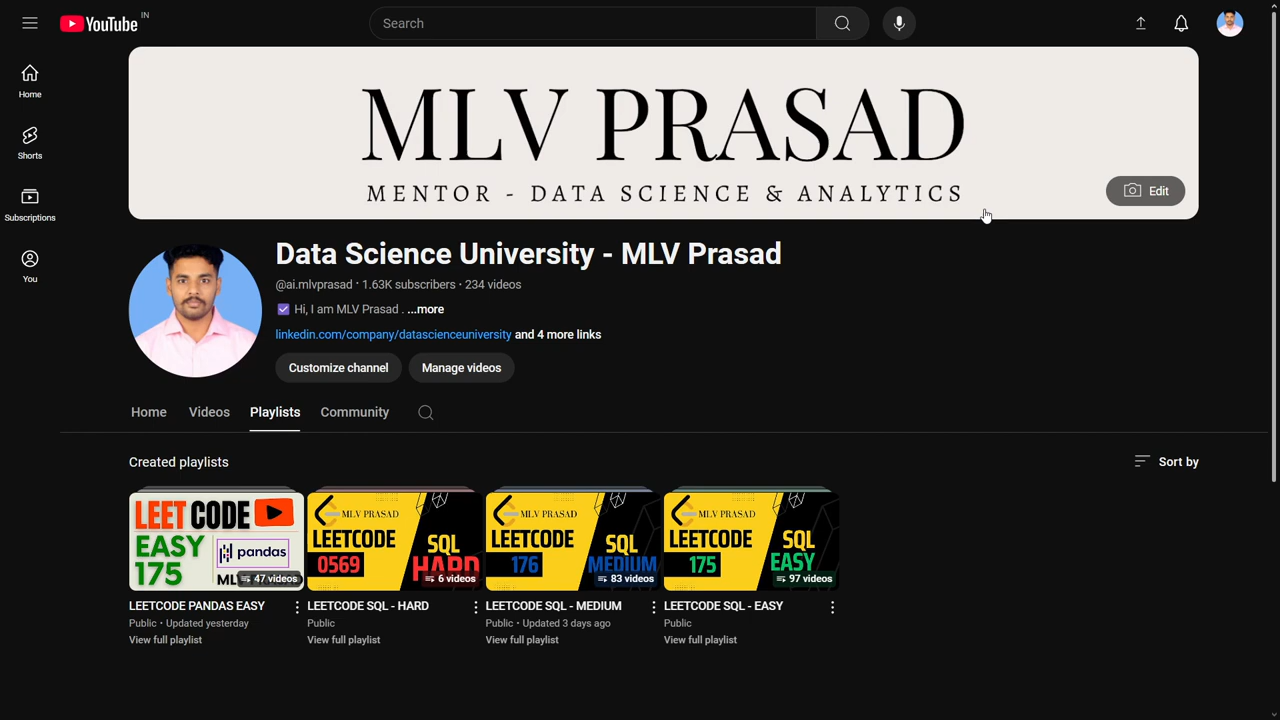 YouTube IN
Search
Home
Shorts
Subscriptions
You
MLV PRASAD
MENTOR - DATA SCIENCE & ANALYTICS
Edit
Data Science University - MLV Prasad
@ai.mlvprasad • 1.63K subscribers • 234 videos
Hi, I am MLV Prasad . ...more
linkedin.com/company/datascienceuniversity and 4 more links
Customize channel
Manage videos
Home
Videos
Playlists
Community
Created playlists
Sort by
LEET CODE
EASY
175
pandas
47 videos
LEETCODE PANDAS EASY
Public • Updated yesterday
View full playlist
MLV PRASAD
LEETCODE
0569
SQL
HARD
6 videos
LEETCODE SQL - HARD
Public
View full playlist
MLV PRASAD
LEETCODE
176
SQL
MEDIUM
83 videos
LEETCODE SQL - MEDIUM
Public • Updated 3 days ago
View full playlist
MLV PRASAD
LEETCODE
175
SQL
EASY
97 videos
LEETCODE SQL - EASY
Public
View full playlist